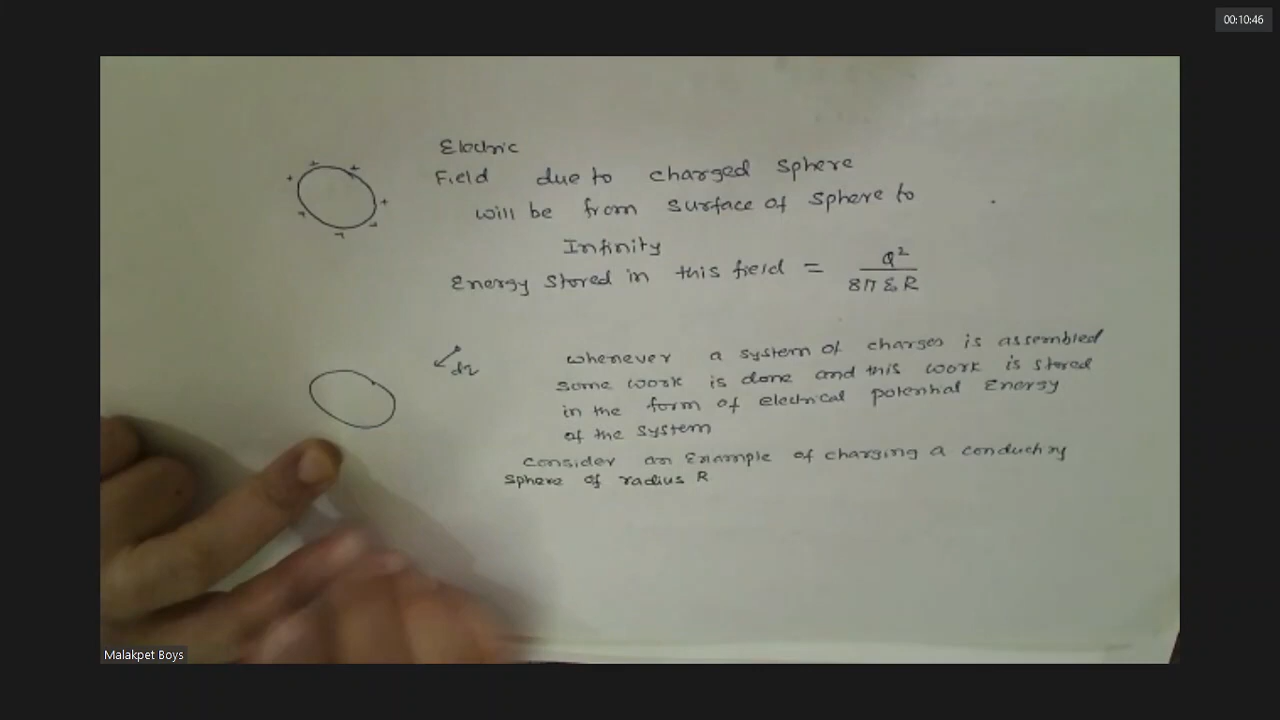 00:10:46
Electric
Field due to charged sphere
will be from surface of sphere to
Infinity
Energy stored in this field = Q²/8π ε₀ R
dq
whenever a system of charges is assembled
some work is done and this work is stored
in the form of electrical potential Energy
of the system
Consider an Example of charging a conducting
sphere of radius R
Malakpet Boys